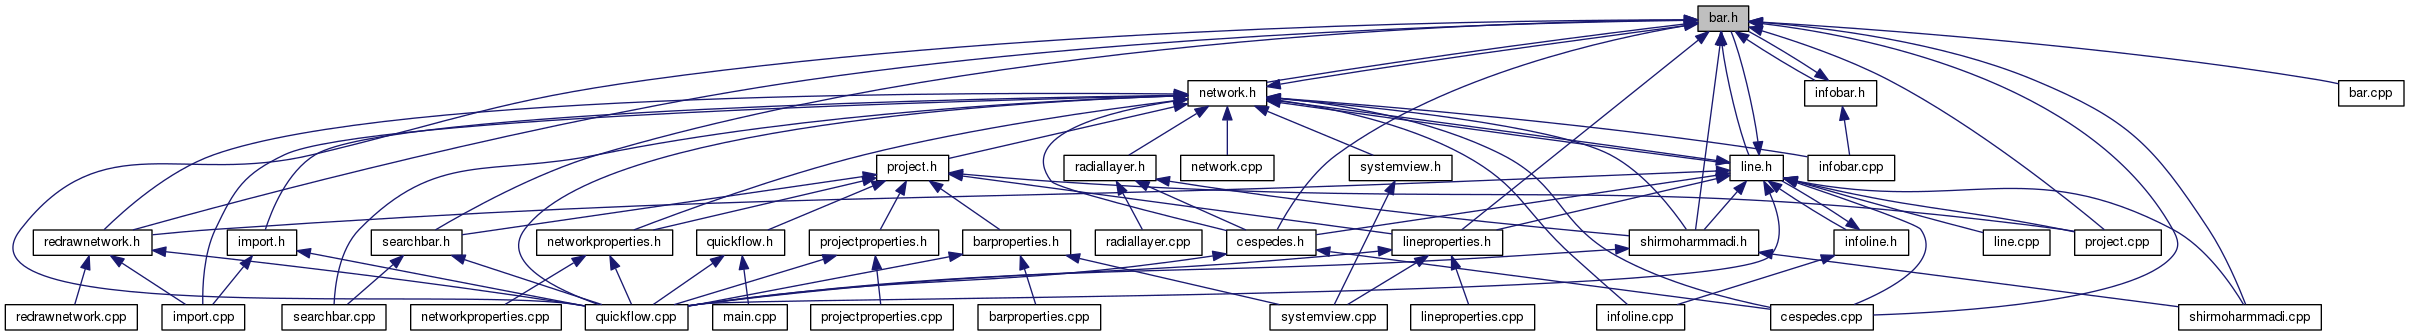 bar.h
network.h
infobar.h
bar.cpp
project.h
radiallayer.h
network.cpp
systemview.h
line.h
infobar.cpp
redrawnetwork.h
import.h
searchbar.h
networkproperties.h
quickflow.h
projectproperties.h
barproperties.h
radiallayer.cpp
cespedes.h
lineproperties.h
shirmoharmmadi.h
infoline.h
line.cpp
project.cpp
redrawnetwork.cpp
import.cpp
searchbar.cpp
networkproperties.cpp
quickflow.cpp
main.cpp
projectproperties.cpp
barproperties.cpp
systemview.cpp
lineproperties.cpp
infoline.cpp
cespedes.cpp
shirmoharmmadi.cpp